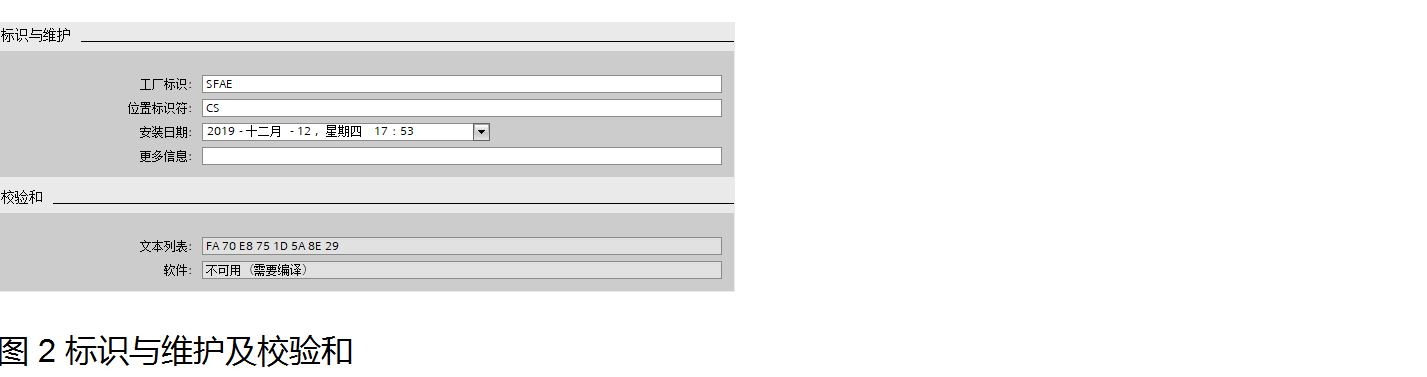 标识与维护
工厂标识: SFAE
位置标识符: CS
安装日期: 2019 - 十二月 - 12 , 星期四 17 : 53
更多信息:
校验和
文本列表: FA 70 E8 75 1D 5A 8E 29
软件: 不可用（需要编译）
图 2 标识与维护及校验和